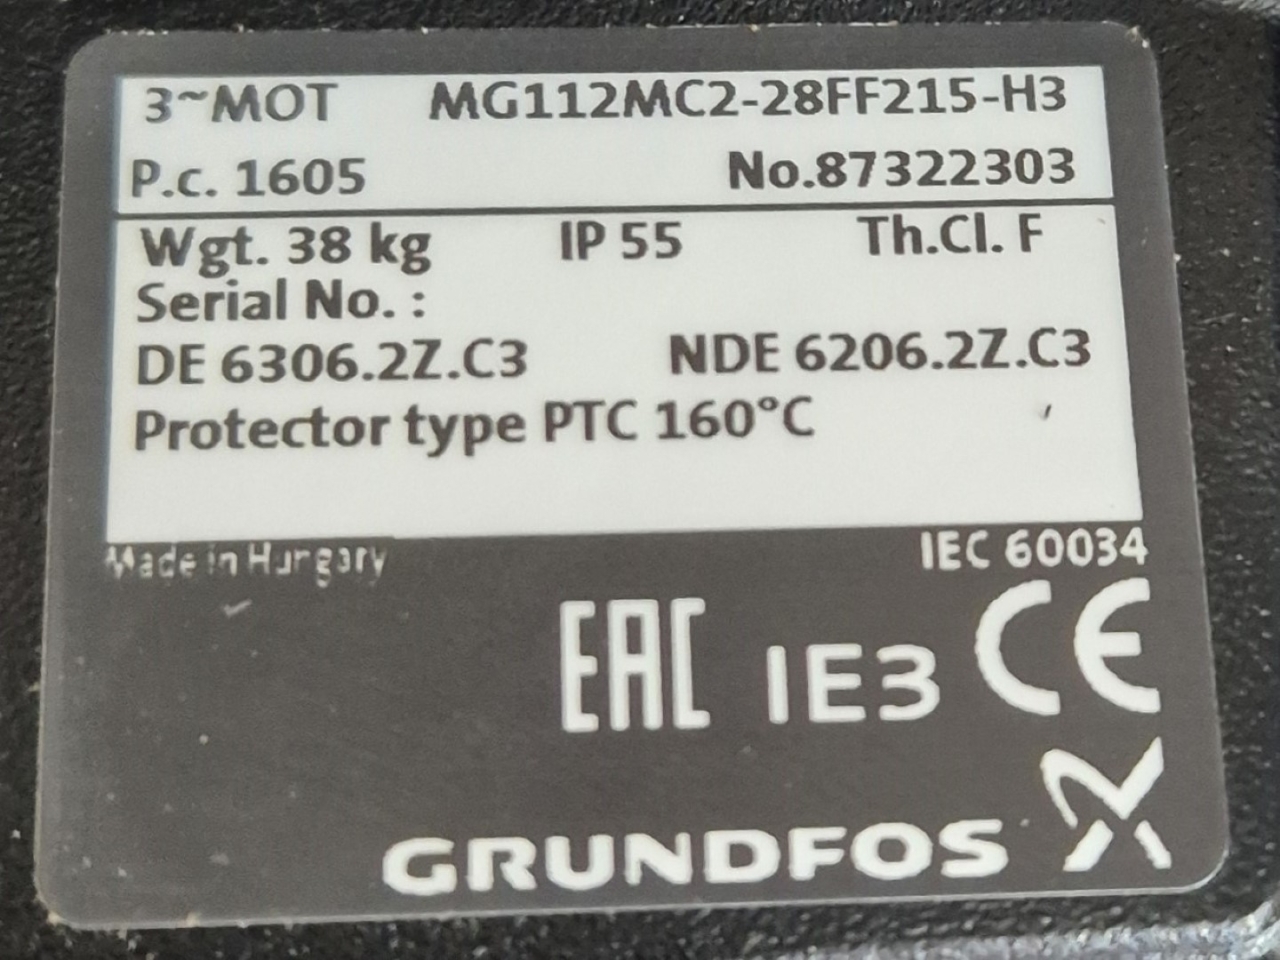 3~MOT MG112MC2-28FF215-H3
P.c. 1605 No.87322303
Wgt. 38 kg IP 55 Th.Cl. F
Serial No. :
DE 6306.2Z.C3 NDE 6206.2Z.C3
Protector type PTC 160°C
Made in Hungary IEC 60034
EAC IE3 CE
GRUNDFOS